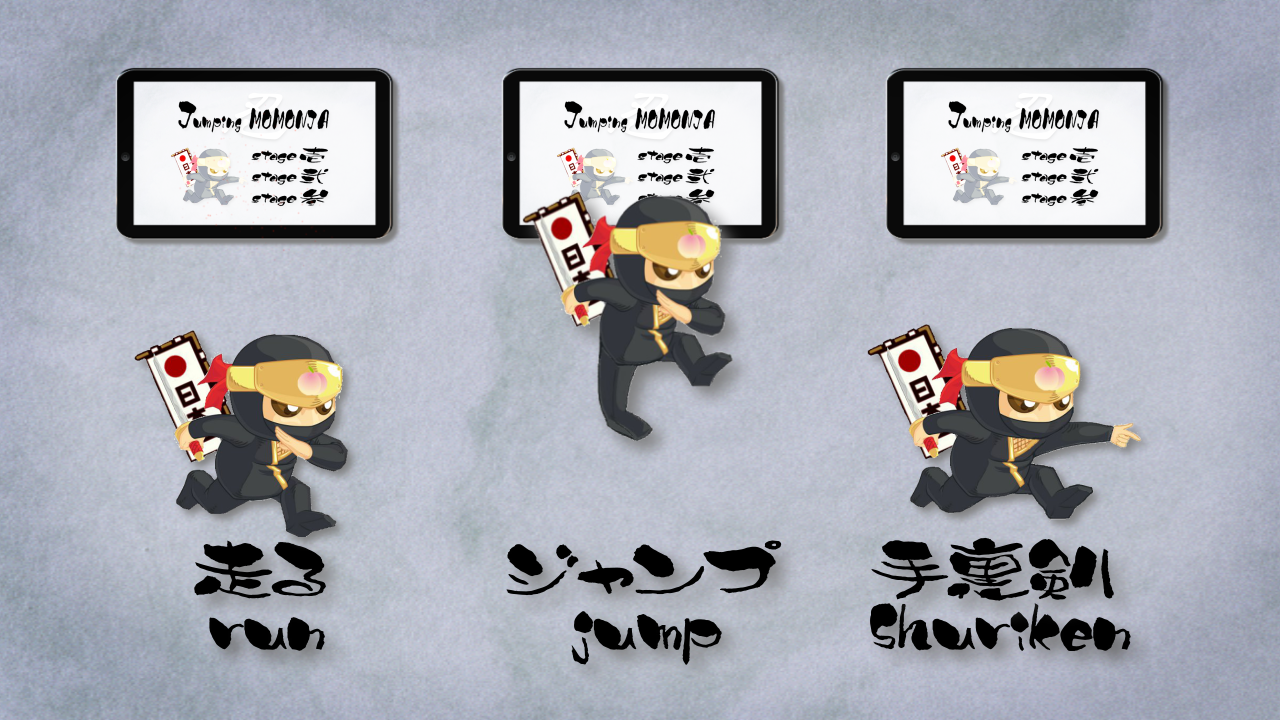 Jumping MOMONJA
stage 壱
stage 弐
stage 参
Jumping MOMONJA
stage 壱
stage 弐
Jumping MOMONJA
stage 壱
stage 弐
stage 参
日本
日
日本
走る
run
ジャンプ
jump
手裏剣
Shuriken